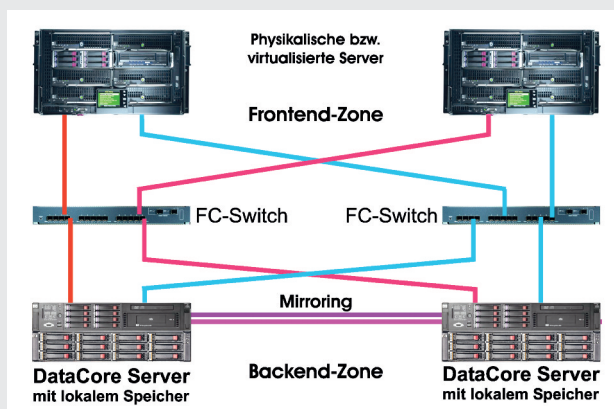 Physikalische bzw.
virtualisierte Server
Frontend-Zone
FC-Switch
FC-Switch
Mirroring
DataCore Server
mit lokalem Speicher
Backend-Zone
DataCore Server
mit lokalem Speicher